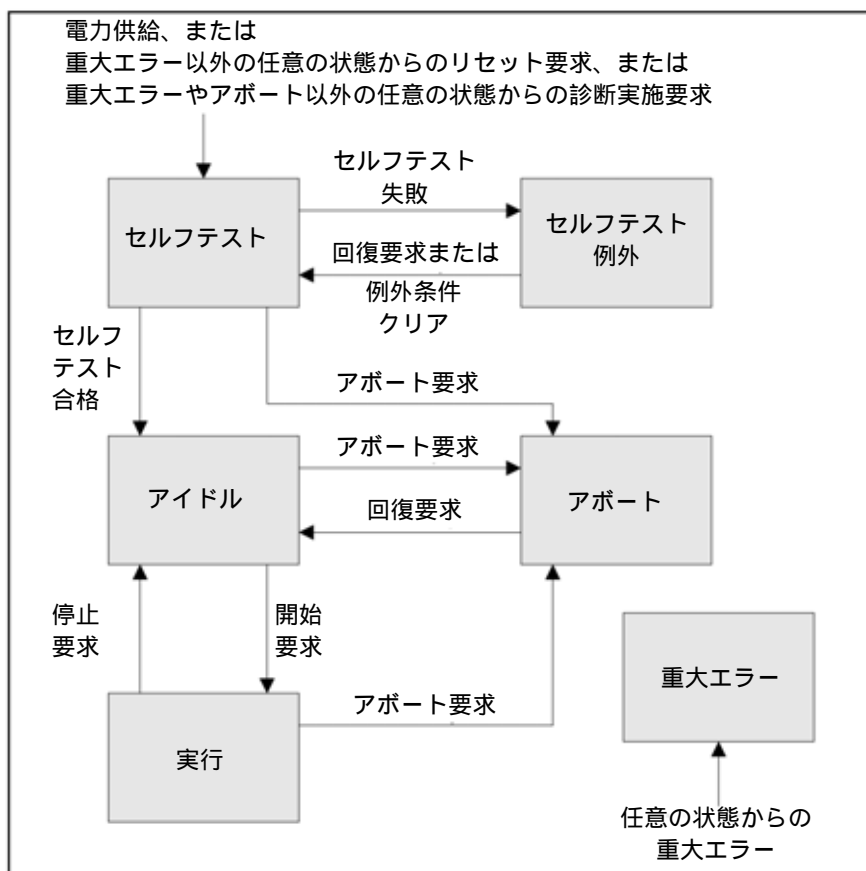 電力供給、または
重大エラー以外の任意の状態からのリセット要求、または
重大エラーやアボート以外の任意の状態からの診断実施要求
セルフテスト
失敗
セルフテスト
セルフテスト
例外
回復要求または
例外条件
クリア
セルフ
テスト
合格
アボート要求
アボート要求
アイドル
アボート
回復要求
停止
要求
開始
要求
重大エラー
アボート要求
実行
任意の状態からの
重大エラー